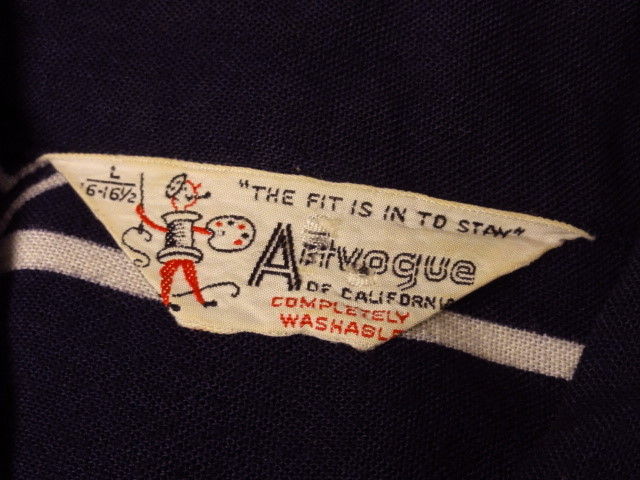 L
16-16½
"THE FIT IS IN TO STAY"
Artvogue
OF CALIFORNIA
COMPLETELY
WASHABLE